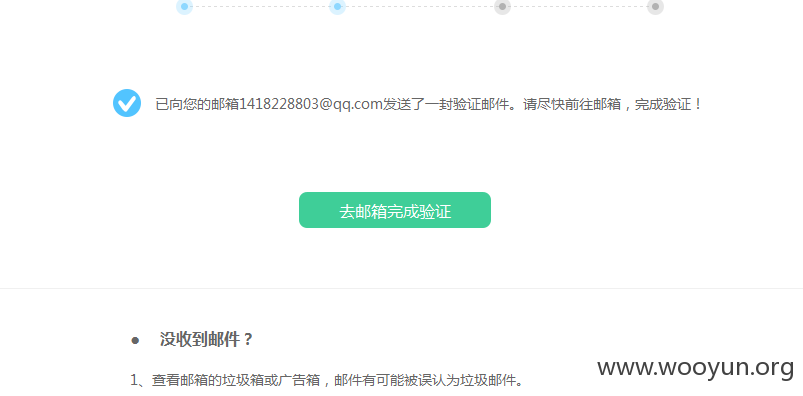 已向您的邮箱1418228803@qq.com发送了一封验证邮件。请尽快前往邮箱，完成验证！
去邮箱完成验证
● 没收到邮件？
www.wooyun.org
1、查看邮箱的垃圾箱或广告箱，邮件有可能被误认为垃圾邮件。